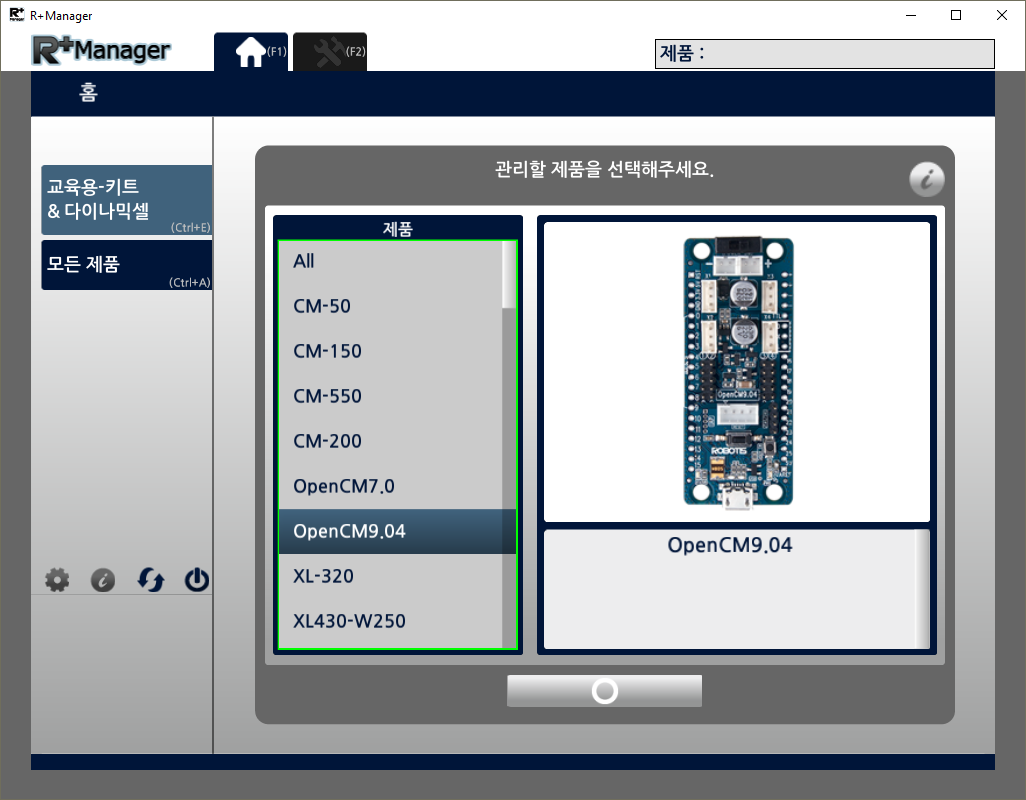 R+Manager
R+Manager
(F1)
(F2)
제품 :
홈
교육용-키트
& 다이나믹셀
(Ctrl+E)
모든 제품
(Ctrl+A)
관리할 제품을 선택해주세요.
제품
All
CM-50
CM-150
CM-550
CM-200
OpenCM7.0
OpenCM9.04
XL-320
XL430-W250
OpenCM9.04
ROBOTIS
OpenCM9.04